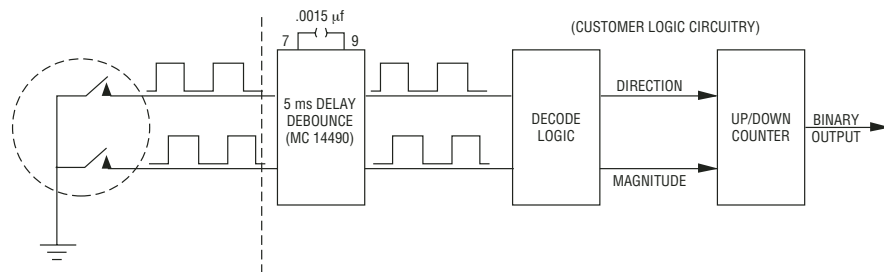 .0015 µf
7 9
(CUSTOMER LOGIC CIRCUITRY)
5 ms DELAY
DEBOUNCE
(MC 14490)
DECODE
LOGIC
DIRECTION
MAGNITUDE
UP/DOWN
COUNTER
BINARY
OUTPUT